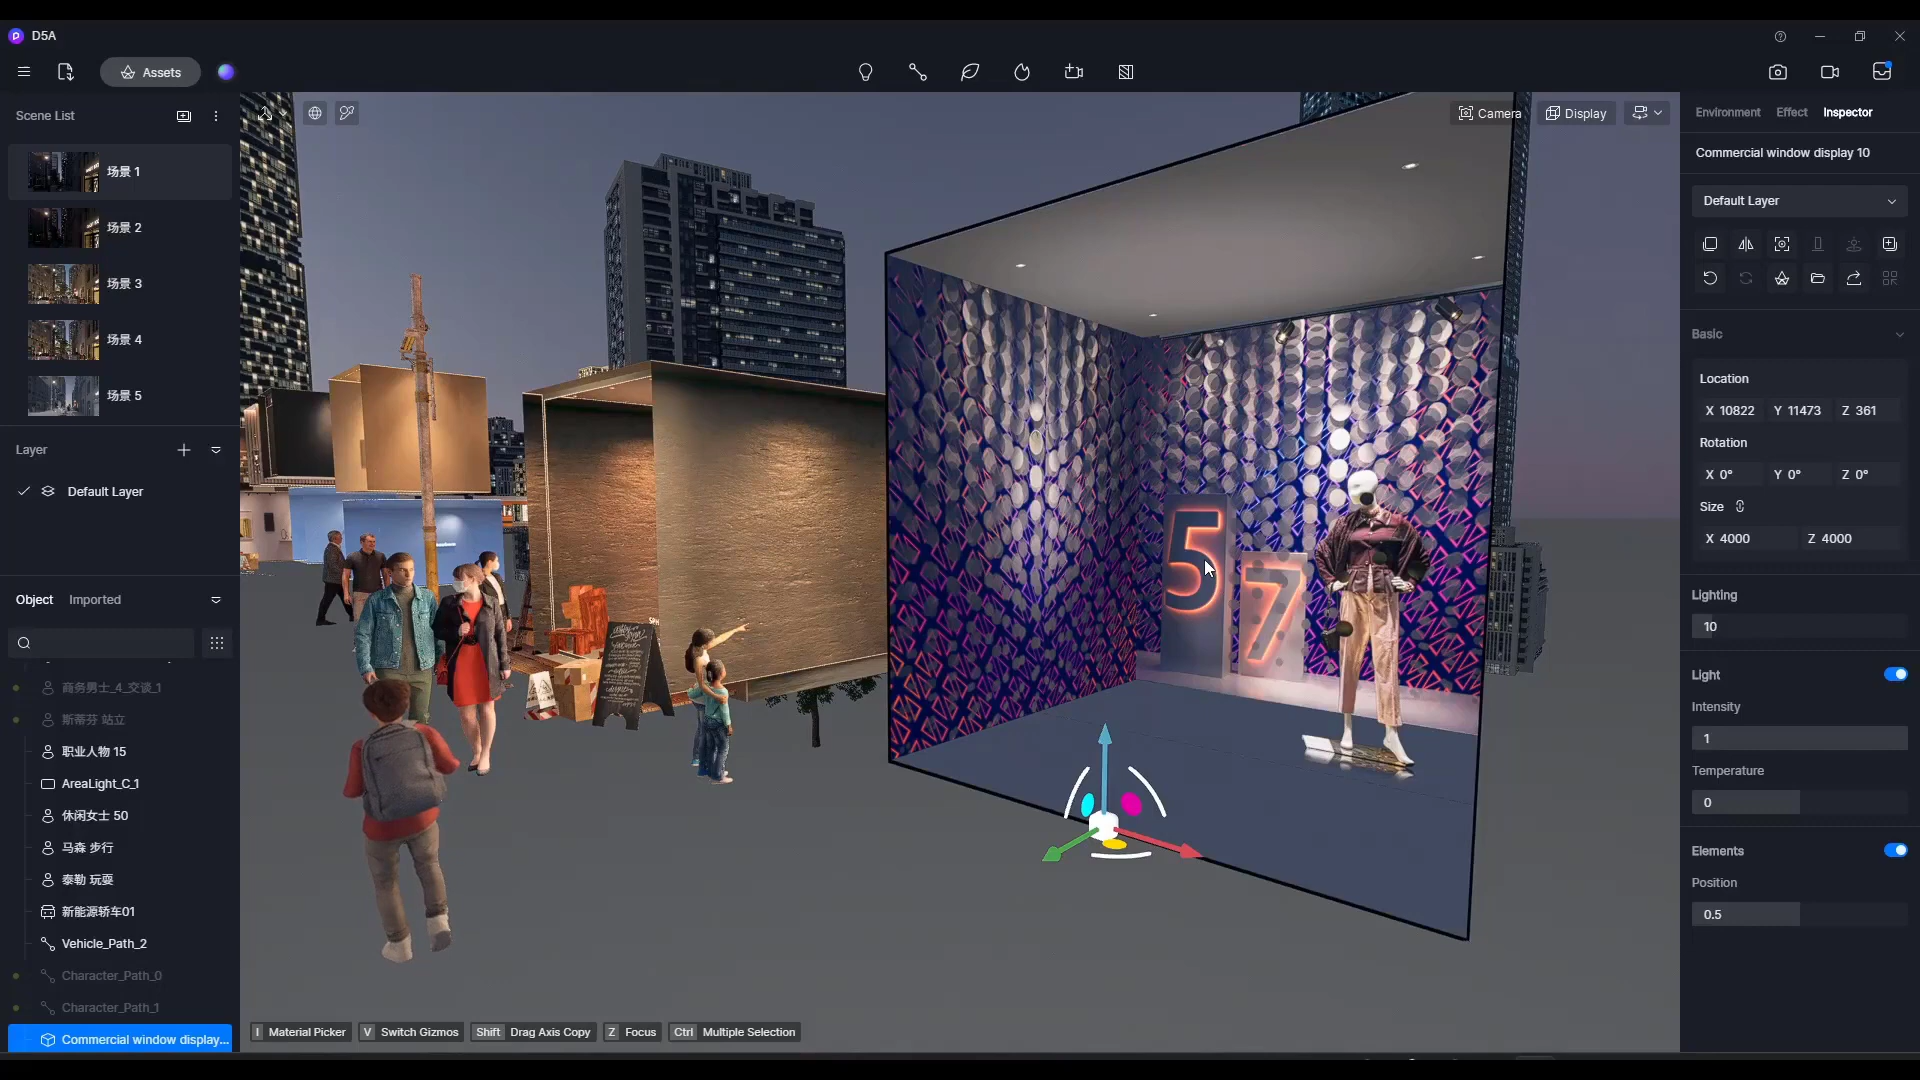 D5A
Assets
Scene List
场景 1
场景 2
场景 3
场景 4
场景 5
Layer
Default Layer
Object Imported
商务男士_4_交谈_1
斯蒂芬 站立
职业人物 15
AreaLight_C_1
休闲女士 50
马森 步行
泰勒 玩耍
新能源轿车01
Vehicle_Path_2
Character_Path_0
Character_Path_1
Commercial window display...
Camera Display
5
7
I Material Picker V Switch Gizmos Shift Drag Axis Copy Z Focus Ctrl Multiple Selection
Environment Effect Inspector
Commercial window display 10
Default Layer
Basic
Location
X 10822 Y 11473 Z 361
Rotation
X 0° Y 0° Z 0°
Size
X 4000 Z 4000
Lighting
10
Light
Intensity
1
Temperature
0
Elements
Position
0.5